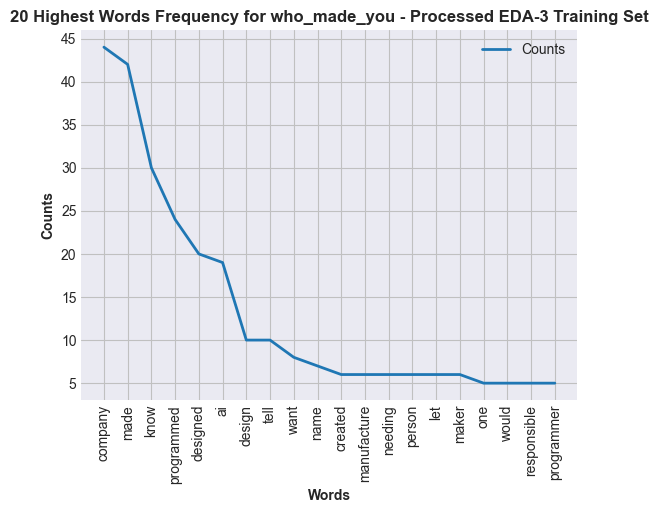 20 Highest Words Frequency for who_made_you - Processed EDA-3 Training Set
Counts
45
40
35
30
25
20
15
10
5
Counts
company
made
know
programmed
designed
ai
design
tell
want
name
created
manufacture
needing
person
let
maker
one
would
responsible
programmer
Words